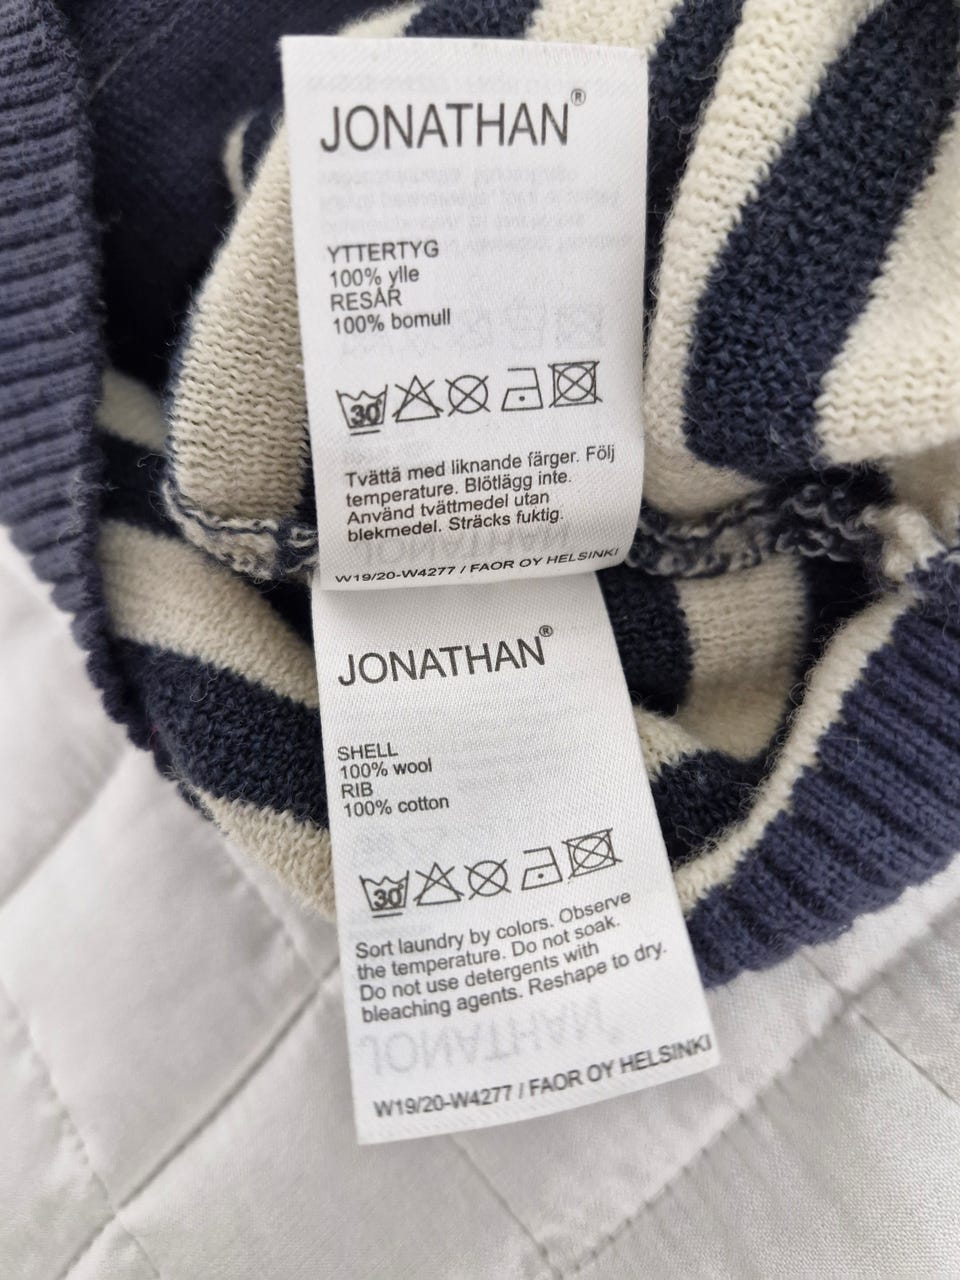 JONATHAN®
YTTERTYG
100% ylle
RESÅR
100% bomull
30
Tvättä med liknande färger. Följ
temperature. Blötlägg inte.
Använd tvättmedel utan
blekmedel. Sträcks fuktig.
W19/20-W4277 / FAOR OY HELSINKI
JONATHAN®
SHELL
100% wool
RIB
100% cotton
30
Sort laundry by colors. Observe
the temperature. Do not soak.
Do not use detergents with
bleaching agents. Reshape to dry.
W19/20-W4277 / FAOR OY HELSINKI